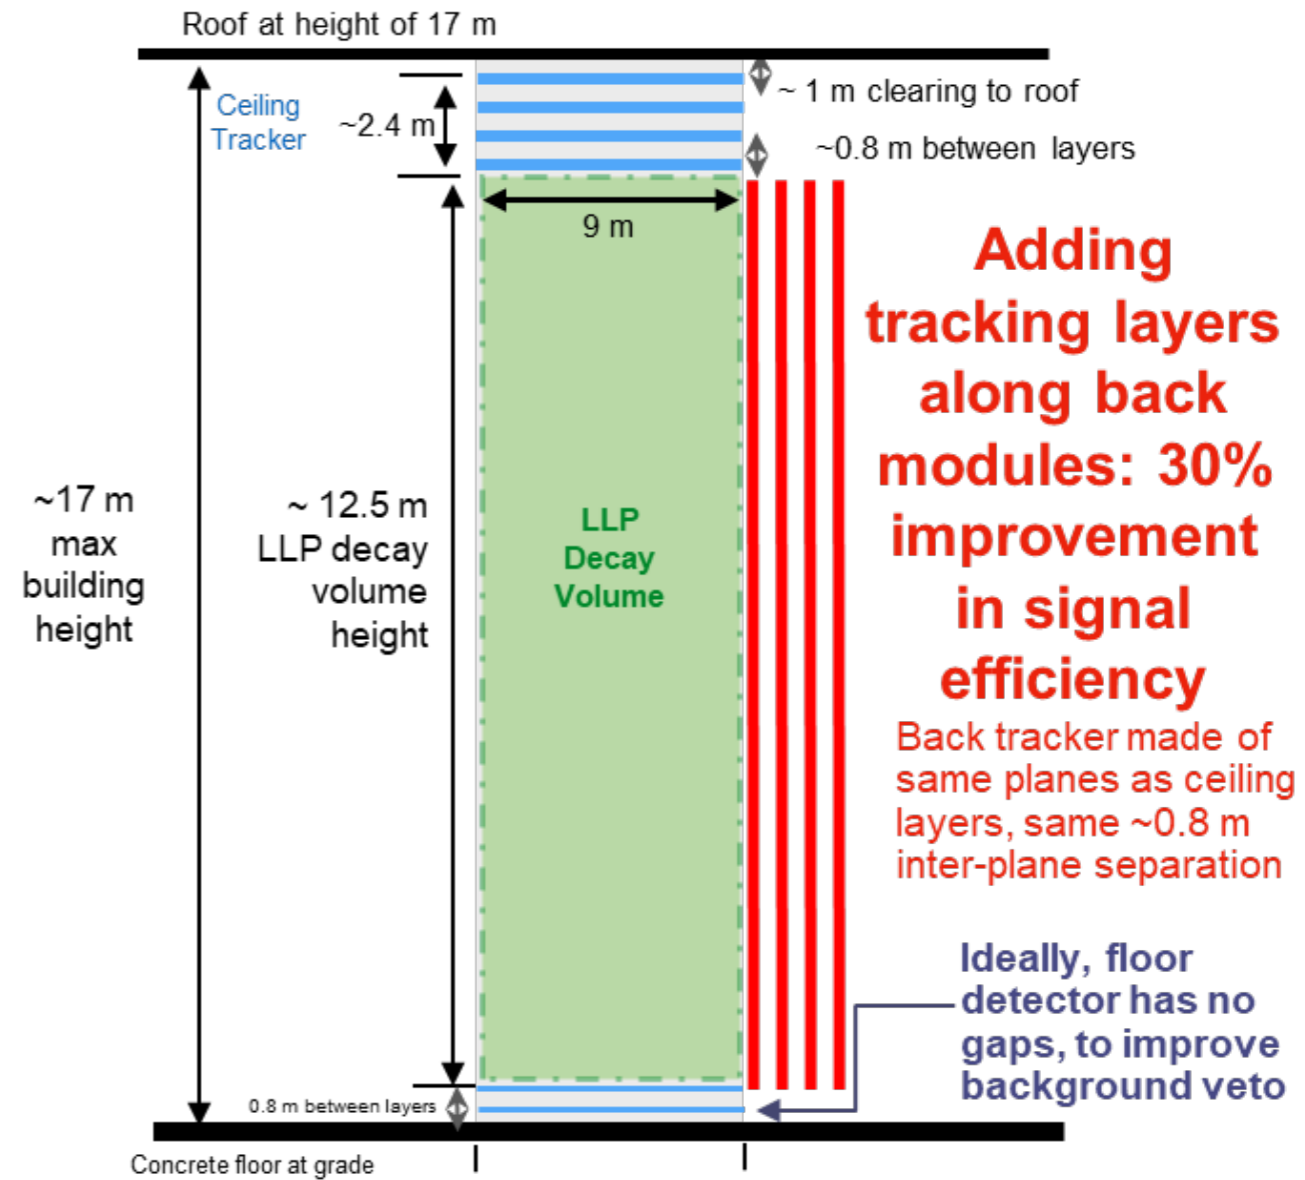 Roof at height of 17 m
Ceiling
Tracker
~2.4 m
~ 1 m clearing to roof
~0.8 m between layers
9 m
Adding
tracking layers
along back
modules: 30%
improvement
in signal
efficiency
Back tracker made of
same planes as ceiling
layers, same ~0.8 m
inter-plane separation
~17 m
max
building
height
~ 12.5 m
LLP decay
volume
height
LLP
Decay
Volume
Ideally, floor
detector has no
gaps, to improve
background veto
0.8 m between layers
Concrete floor at grade